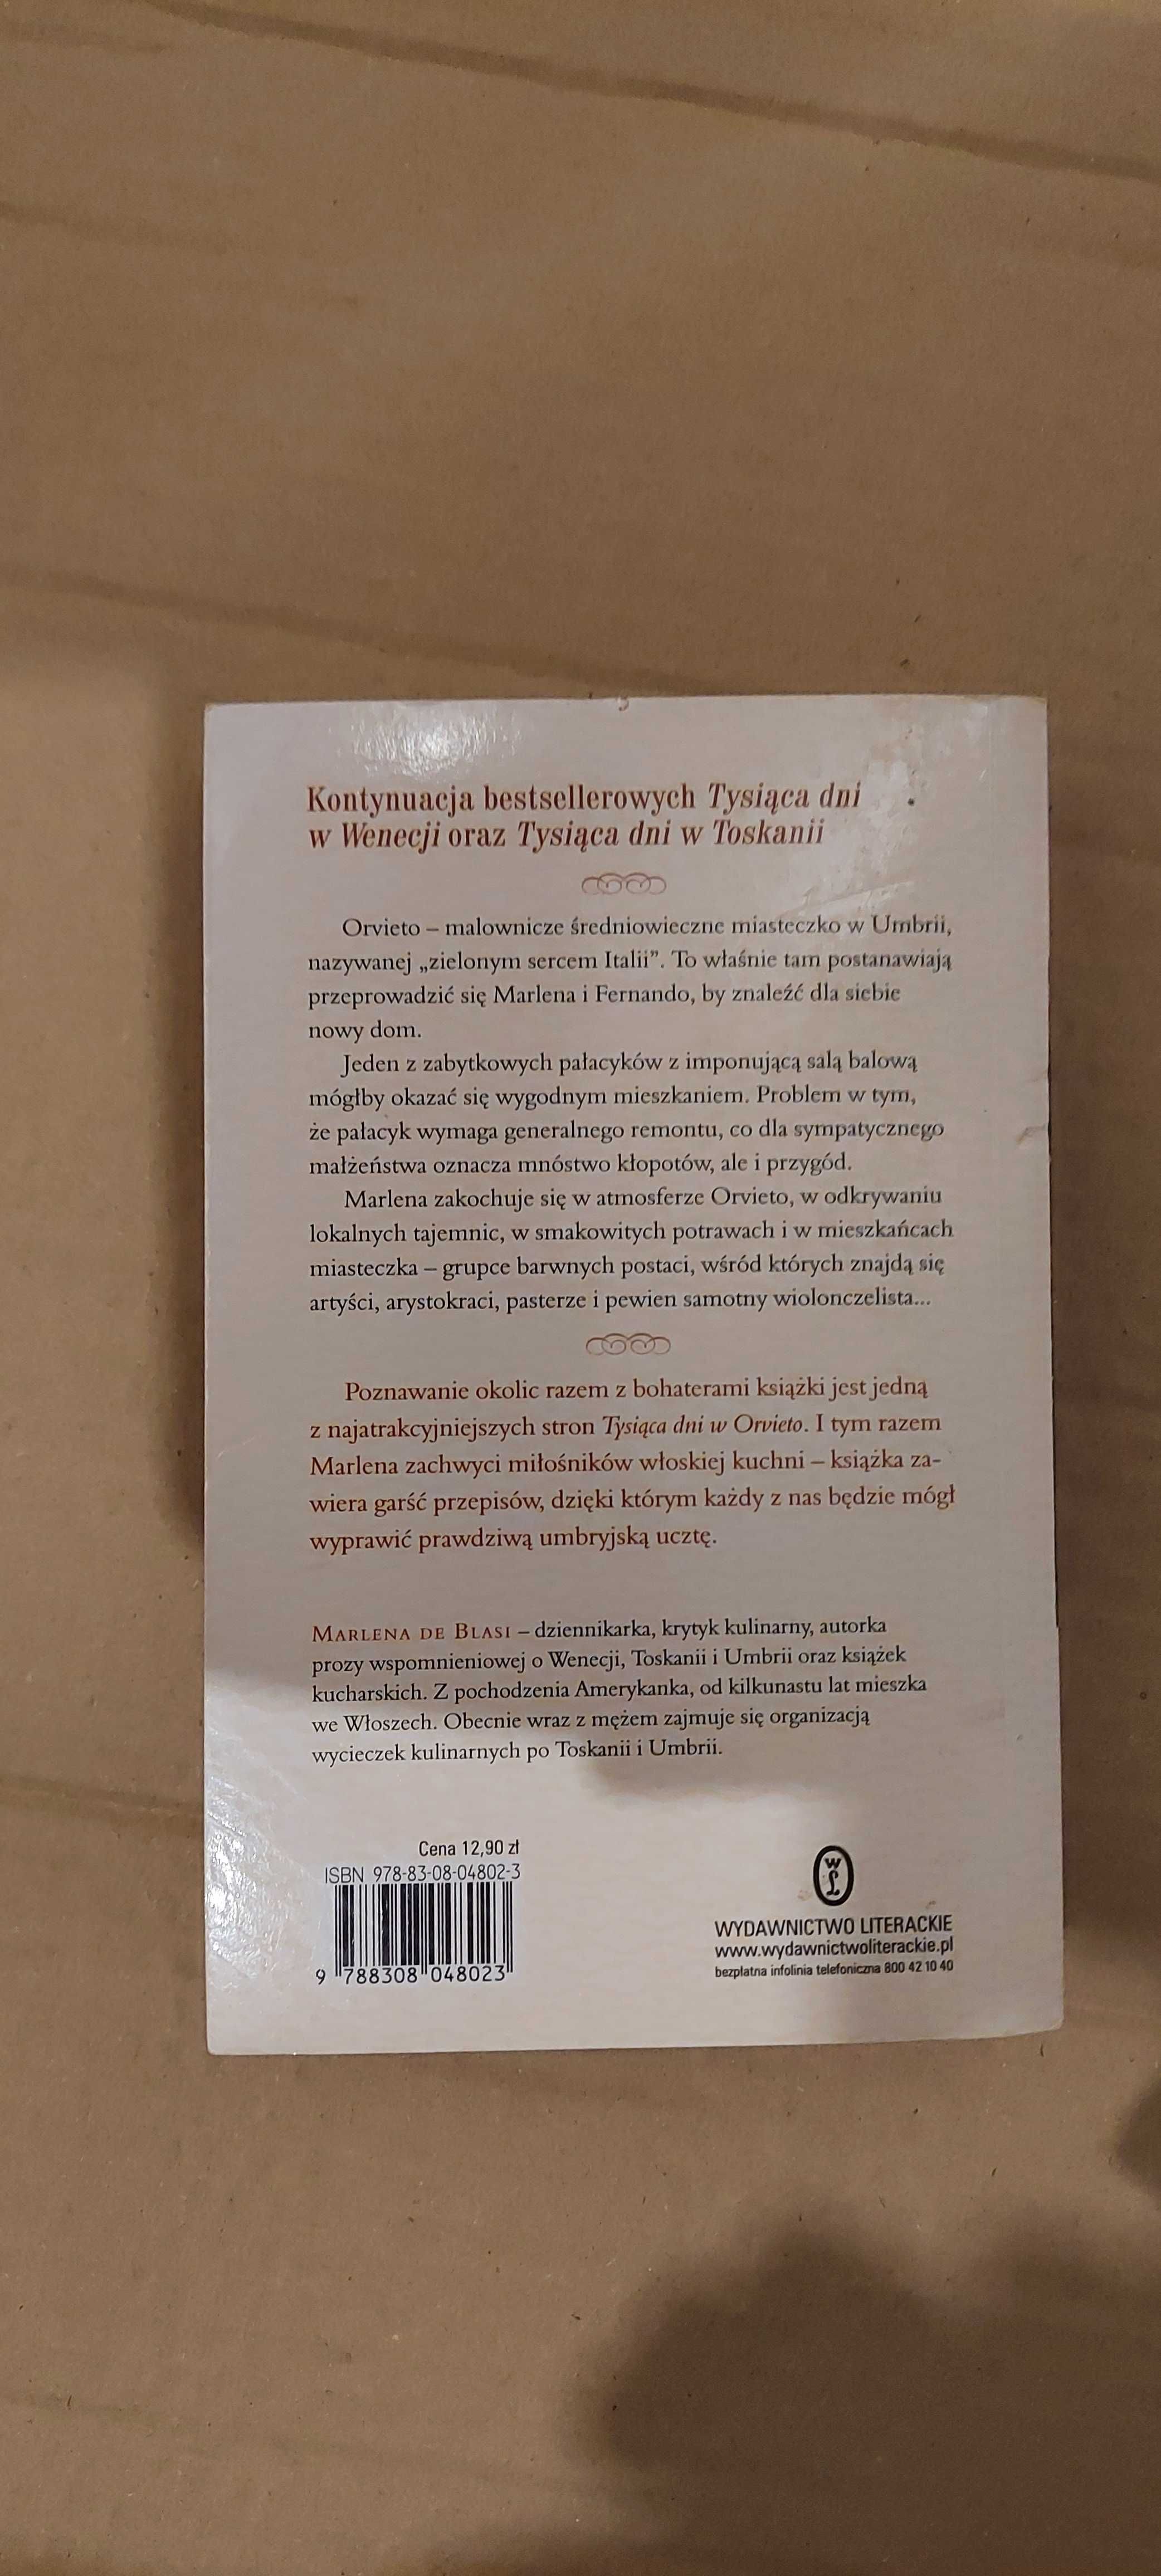 Kontynuacja bestsellerowych Tysiąca dni
w Wenecji oraz Tysiąca dni w Toskanii
Orvieto – malownicze średniowieczne miasteczko w Umbrii,
nazywanej „zielonym sercem Italii”. To właśnie tam postanawiają
przeprowadzić się Marlena i Fernando, by znaleźć dla siebie
nowy dom.
Jeden z zabytkowych pałacyków z imponującą salą balową
mógłby okazać się wygodnym mieszkaniem. Problem w tym,
że pałacyk wymaga generalnego remontu, co dla sympatycznego
małżeństwa oznacza mnóstwo kłopotów, ale i przygód.
Marlena zakochuje się w atmosferze Orvieto, w odkrywaniu
lokalnych tajemnic, w smakowitych potrawach i w mieszkańcach
miasteczka – grupce barwnych postaci, wśród których znajdą się
artyści, arystokraci, pasterze i pewien samotny wiolonczelista...
Poznawanie okolic razem z bohaterami książki jest jedną
z najatrakcyjniejszych stron Tysiąca dni w Orvieto. I tym razem
Marlena zachwyci miłośników włoskiej kuchni – książka za-
wiera garść przepisów, dzięki którym każdy z nas będzie mógł
wyprawić prawdziwą umbryjską ucztę.
MARLENA DE BLASI – dziennikarka, krytyk kulinarny, autorka
prozy wspomnieniowej o Wenecji, Toskanii i Umbrii oraz książek
kucharskich. Z pochodzenia Amerykanka, od kilkunastu lat mieszka
we Włoszech. Obecnie wraz z mężem zajmuje się organizacją
wycieczek kulinarnych po Toskanii i Umbrii.
Cena 12,90 zł
ISBN 978-83-08-04802-3
9 788308 048023
WL
WYDAWNICTWO LITERACKIE
www.wydawnictwoliterackie.pl
bezpłatna infolinia telefoniczna 800 42 10 40